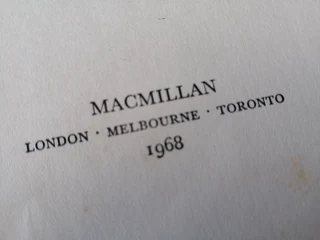 MACMILLAN
LONDON · MELBOURNE · TORONTO
1968